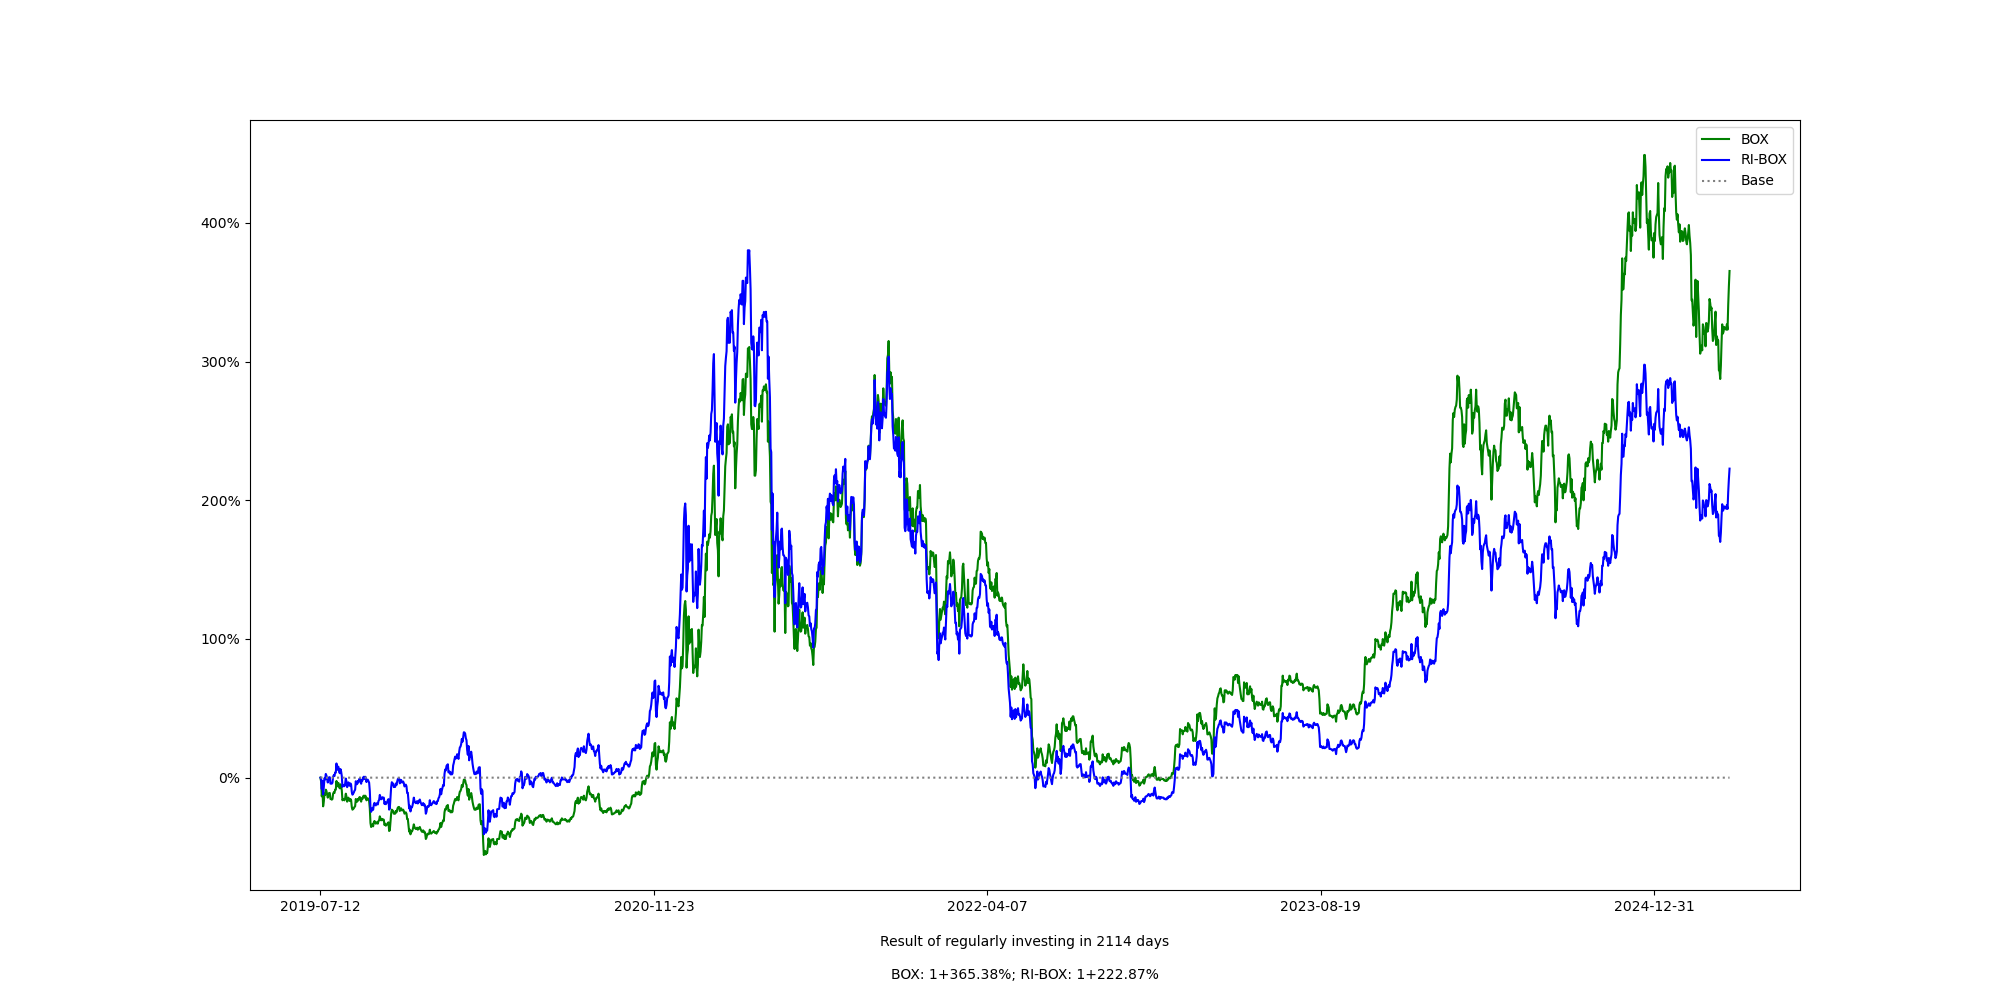 BOX
RI-BOX
Base
400%
300%
200%
100%
0%
2019-07-12
2020-11-23
2022-04-07
2023-08-19
2024-12-31
Result of regularly investing in 2114 days
BOX: 1+365.38%; RI-BOX: 1+222.87%